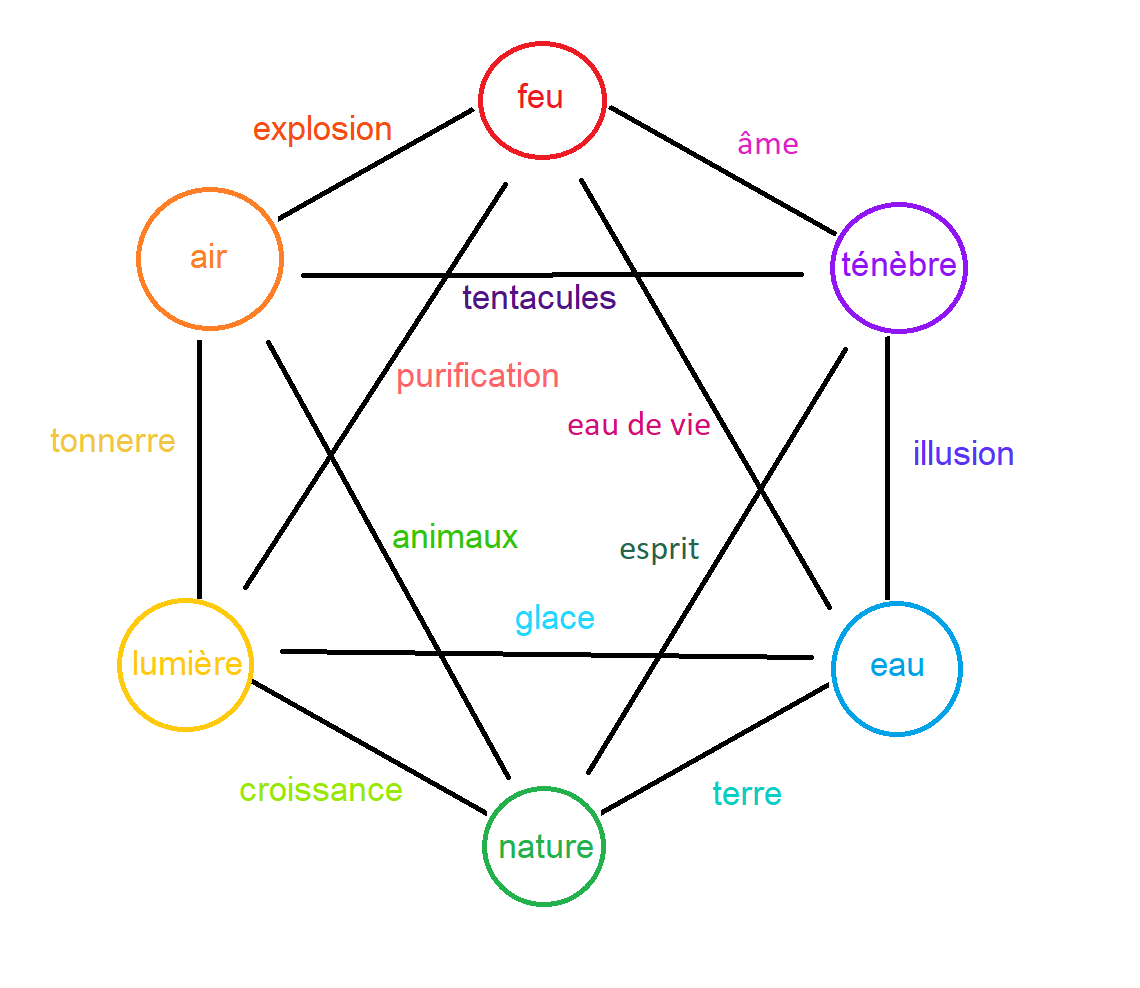 feu
explosion
âme
air
ténèbre
tentacules
purification
eau de vie
tonnerre
illusion
animaux
esprit
glace
lumière
eau
croissance
terre
nature